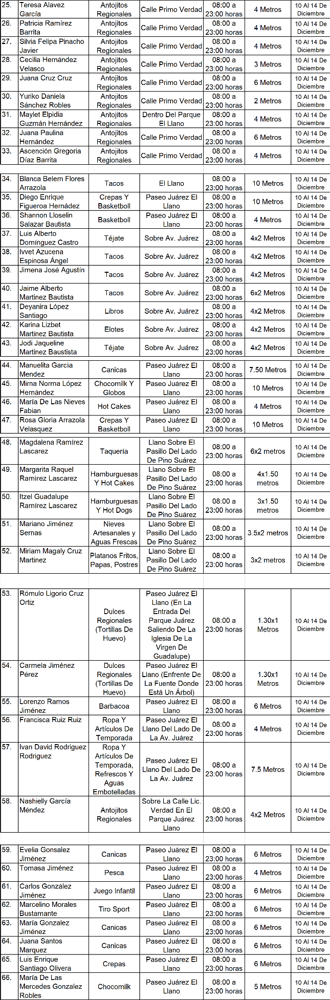 25. Teresa Alavez García Antojitos Regionales Calle Primo Verdad 08:00 a 23:00 horas 4 Metros 10 Al 14 De Diciembre
26. Patricia Ramírez Barrita Antojitos Regionales Calle Primo Verdad 08:00 a 23:00 horas 4 Metros 10 Al 14 De Diciembre
27. Silvia Felipa Pinacho Javier Antojitos Regionales Calle Primo Verdad 08:00 a 23:00 horas 4 Metros 10 Al 14 De Diciembre
28. Cecilia Hernández Velasco Antojitos Regionales Calle Primo Verdad 08:00 a 23:00 horas 3 Metros 10 Al 14 De Diciembre
29. Juana Cruz Cruz Antojitos Regionales Calle Primo Verdad 08:00 a 23:00 horas 6 Metros 10 Al 14 De Diciembre
30. Yuriko Daniela Sánchez Robles Antojitos Regionales Calle Primo Verdad 08:00 a 23:00 horas 2 Metros 10 Al 14 De Diciembre
31. Maylet Elpidia Guzmán Hernández Antojitos Regionales Dentro Del Parque El Llano 08:00 a 23:00 horas 4 Metros 10 Al 14 De Diciembre
32. Juana Paulina Hernández Antojitos Regionales Calle Primo Verdad 08:00 a 23:00 horas 6 Metros 10 Al 14 De Diciembre
33. Ascención Gregoria Díaz Barrita Antojitos Regionales Calle Primo Verdad 08:00 a 23:00 horas 4 Metros 10 Al 14 De Diciembre
34. Blanca Belem Flores Arrazola Tacos El Llano 08:00 a 23:00 horas 10 Metros 10 Al 14 De Diciembre
35. Diego Enrique Figueroa Hernádez Crepas Y Basketboll Paseo Juárez El Llano 08:00 a 23:00 horas 10 Metros 10 Al 14 De Diciembre
36. Shannon Lloselin Salazar Bautista Basketboll Paseo Juárez El Llano 08:00 a 23:00 horas 4 Metros 10 Al 14 De Diciembre
37. Luis Alberto Domínguez Castro Téjate Sobre Av. Juárez 08:00 a 23:00 horas 4x2 Metros 10 Al 14 De Diciembre
38. Ivvet Azucena Espinosa Ángel Tacos Sobre Av. Juárez 08:00 a 23:00 horas 4x2 Metros 10 Al 14 De Diciembre
39. Jimena José Agustín Tacos Sobre Av. Juárez 08:00 a 23:00 horas 4x2 Metros 10 Al 14 De Diciembre
40. Jaime Alberto Martinez Bautista Tacos Sobre Av. Juárez 08:00 a 23:00 horas 6x2 Metros 10 Al 14 De Diciembre
41. Deyanira López Santiago Libros Sobre Av. Juárez 08:00 a 23:00 horas 4x2 Metros 10 Al 14 De Diciembre
42. Karina Lizbet Martinez Bautista Elotes Sobre Av. Juárez 08:00 a 23:00 horas 4x2 Metros 10 Al 14 De Diciembre
43. Jodi Jaqueline Martinez Baustista Téjate Sobre Av. Juárez 08:00 a 23:00 horas 4x2 Metros 10 Al 14 De Diciembre
44. Manuelita Garcia Mendez Canicas Paseo Juárez El Llano 08:00 a 23:00 horas 7.50 Metros 10 Al 14 De Diciembre
45. Mirna Norma López Hernández Chocomilk Y Globos Paseo Juárez El Llano 08:00 a 23:00 horas 10 Metros 10 Al 14 De Diciembre
46. María De Las Nieves Fabian Hot Cakes Paseo Juárez El Llano 08:00 a 23:00 horas 4 Metros 10 Al 14 De Diciembre
47. Rosa Gloria Arrazola Velasquez Crepas Y Basketboll Paseo Juárez El Llano 08:00 a 23:00 horas 10 Metros 10 Al 14 De Diciembre
48. Magdalena Ramírez Lascarez Taquería Llano Sobre El Pasillo Del Lado De Pino Suárez 08:00 a 23:00 horas 6x2 metros 10 Al 14 De Diciembre
49. Margarita Raquel Ramirez Lascarez Hamburguesas Y Hot Cakes Llano Sobre El Pasillo Del Lado De Pino Suárez 08:00 a 23:00 horas 4x1.50 metros 10 Al 14 De Diciembre
50. Itzel Guadalupe Ramírez Lascarez Hamburguesas Y Hot Dogs Llano Sobre El Pasillo Del Lado De Pino Suárez 08:00 a 23:00 horas 3x1.50 metros 10 Al 14 De Diciembre
51. Mariano Jiménez Sernas Nieves Artesanales y Aguas Frescas Llano Sobre El Pasillo Del Lado De Pino Suárez 08:00 a 23:00 horas 3.5x2 metros 10 Al 14 De Diciembre
52. Miriam Magaly Cruz Martinez Platanos Fritos, Papas, Postres Llano Sobre El Pasillo Del Lado De Pino Suárez 08:00 a 23:00 horas 3x2 metros 10 Al 14 De Diciembre
53. Rómulo Ligorio Cruz Ortiz Dulces Regionales (Tortillas De Huevo) Paseo Juárez El Llano (En La Entrada Del Parque Juárez Saliendo De La Iglesia De La Virgen De Guadalupe) 08:00 a 23:00 horas 1.30x1 Metros 10 Al 14 De Diciembre
54. Carmela Jiménez Pérez Dulces Regionales (Tortillas De Huevo) Paseo Juárez El Llano (Enfrente De La Fuente Donde Está Un Árbol) 08:00 a 23:00 horas 1.30x1 Metros 10 Al 14 De Diciembre
55. Lorenzo Ramos Jiménez Barbacoa Paseo Juárez El Llano 08:00 a 23:00 horas 6 Metros 10 Al 14 De Diciembre
56. Francisca Ruiz Ruiz Ropa Y Artículos De Temporada Paseo Juárez El Llano Del Lado De La Av. Juárez 08:00 a 23:00 horas 4 Metros 10 Al 14 De Diciembre
57. Ivan David Rodriguez Rodriguez Ropa Y Artículos De Temporada, Refrescos Y Aguas Embotelladas Paseo Juárez El Llano Del Lado De La Av. Juárez 08:00 a 23:00 horas 7.5 Metros 10 Al 14 De Diciembre
58. Nashielly García Méndez Antojitos Regionales Sobre La Calle Lic. Verdad En El Parque Juárez Llano 08:00 a 23:00 horas 4x2 Metros 10 Al 14 De Diciembre
59. Evelia Gonsalez Jiménez Canicas Paseo Juárez El Llano 08:00 a 23:00 horas 6 Metros 10 Al 14 De Diciembre
60. Tomasa Jiménez Pesca Paseo Juárez El Llano 08:00 a 23:00 horas 4 Metros 10 Al 14 De Diciembre
61. Carlos González Jiménez Juego Infantil Paseo Juárez El Llano 08:00 a 23:00 horas 6 Metros 10 Al 14 De Diciembre
62. Marcelino Morales Bustamante Tiro Sport Paseo Juárez El Llano 08:00 a 23:00 horas 6 Metros 10 Al 14 De Diciembre
63. María Gonzalez Jiménez Canicas Paseo Juárez El Llano 08:00 a 23:00 horas 6 Metros 10 Al 14 De Diciembre
64. Juana Santos Marquez Canicas Paseo Juárez El Llano 08:00 a 23:00 horas 6 Metros 10 Al 14 De Diciembre
65. Luis Enrique Santiago Olivera Crepas Paseo Juárez El Llano 08:00 a 23:00 horas 6 Metros 10 Al 14 De Diciembre
66. María De Las Mercedes Gonzalez Robles Chocomilk Paseo Juárez El Llano 08:00 a 23:00 horas 5 Metros 10 Al 14 De Diciembre